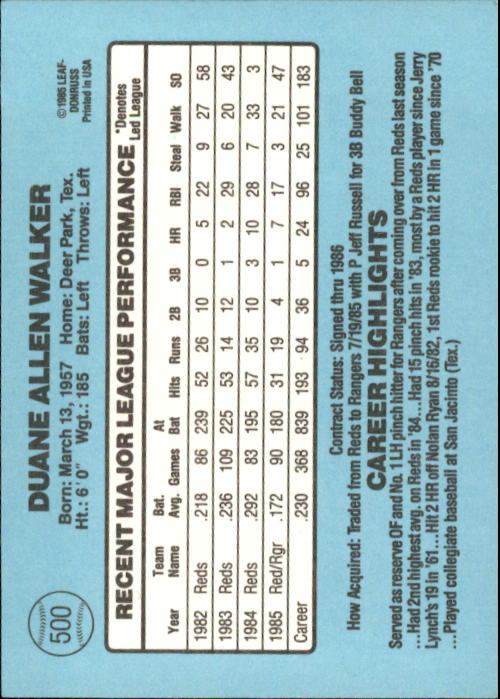 500
DUANE ALLEN WALKER
Born: March 13, 1957 Home: Deer Park, Tex.
Ht.: 6'0" Wgt.: 185 Bats: Left Throws: Left
©1985 LEAF-
DONRUSS
Printed in USA
RECENT MAJOR LEAGUE PERFORMANCE *Denotes
Led League
Year Team Name Bat. Avg. Games At Bat Hits Runs 2B 3B HR RBI Steal Walk SO
1982 Reds .218 86 239 52 26 10 0 5 22 9 27 58
1983 Reds .236 109 225 53 14 12 1 2 29 6 20 43
1984 Reds .292 83 195 57 35 10 3 10 28 7 33 3
1985 Red/Rgr .172 90 180 31 19 4 1 7 17 3 21 47
Career .230 368 839 193 94 36 5 24 96 25 101 183
Contract Status: Signed thru 1986
How Acquired: Traded from Reds to Rangers 7/19/85 with P Jeff Russell for 3B Buddy Bell
CAREER HIGHLIGHTS
Served as reserve OF and No. 1 LH pinch hitter for Rangers after coming over from Reds last season
...Had 2nd highest avg. on Reds in '84...Had 15 pinch hits in '83, most by a Reds player since Jerry
Lynch's 19 in '61...Hit 2 HR off Nolan Ryan 8/16/82, 1st Reds rookie to hit 2 HR in 1 game since '70
...Played collegiate baseball at San Jacinto (Tex.)